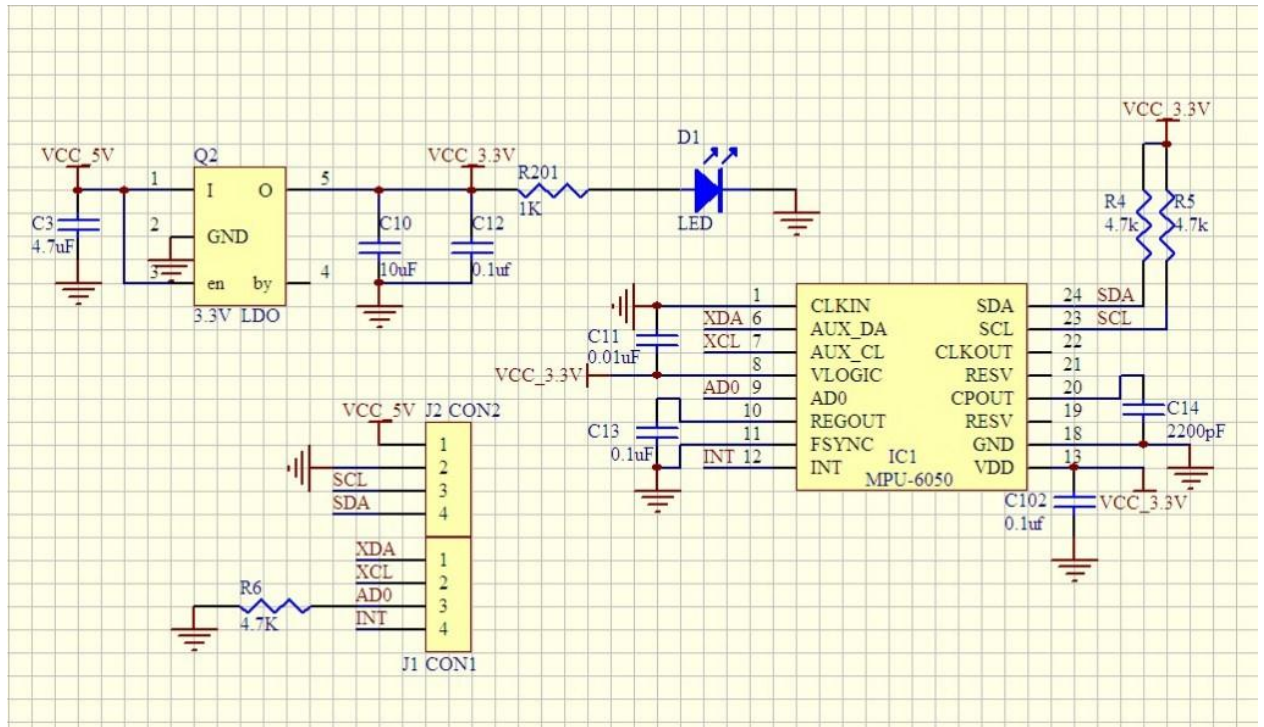 VCC_3.3V
D1
VCC_5V
Q2
VCC_3.3V
R201
1K
LED
1
I
O
5
C3
4.7uF
2
GND
C10
10uF
C12
0.1uf
3
en
by
4
3.3V LDO
R4
4.7k
R5
4.7k
1
CLKIN
SDA
24
SDA
XDA
6
AUX_DA
SCL
23
SCL
XCL
7
AUX_CL
CLKOUT
22
C11
0.01uF
VCC_3.3V
8
VLOGIC
RESV
21
AD0
9
AD0
CPOUT
20
10
REGOUT
RESV
19
C14
2200pF
C13
0.1uF
11
FSYNC
GND
18
INT
12
INT
VDD
13
IC1
MPU-6050
C102
0.1uf
VCC_3.3V
VCC_5V
J2 CON2
1
2
SCL
3
SDA
4
XDA
1
XCL
2
R6
4.7K
AD0
3
INT
4
J1 CON1